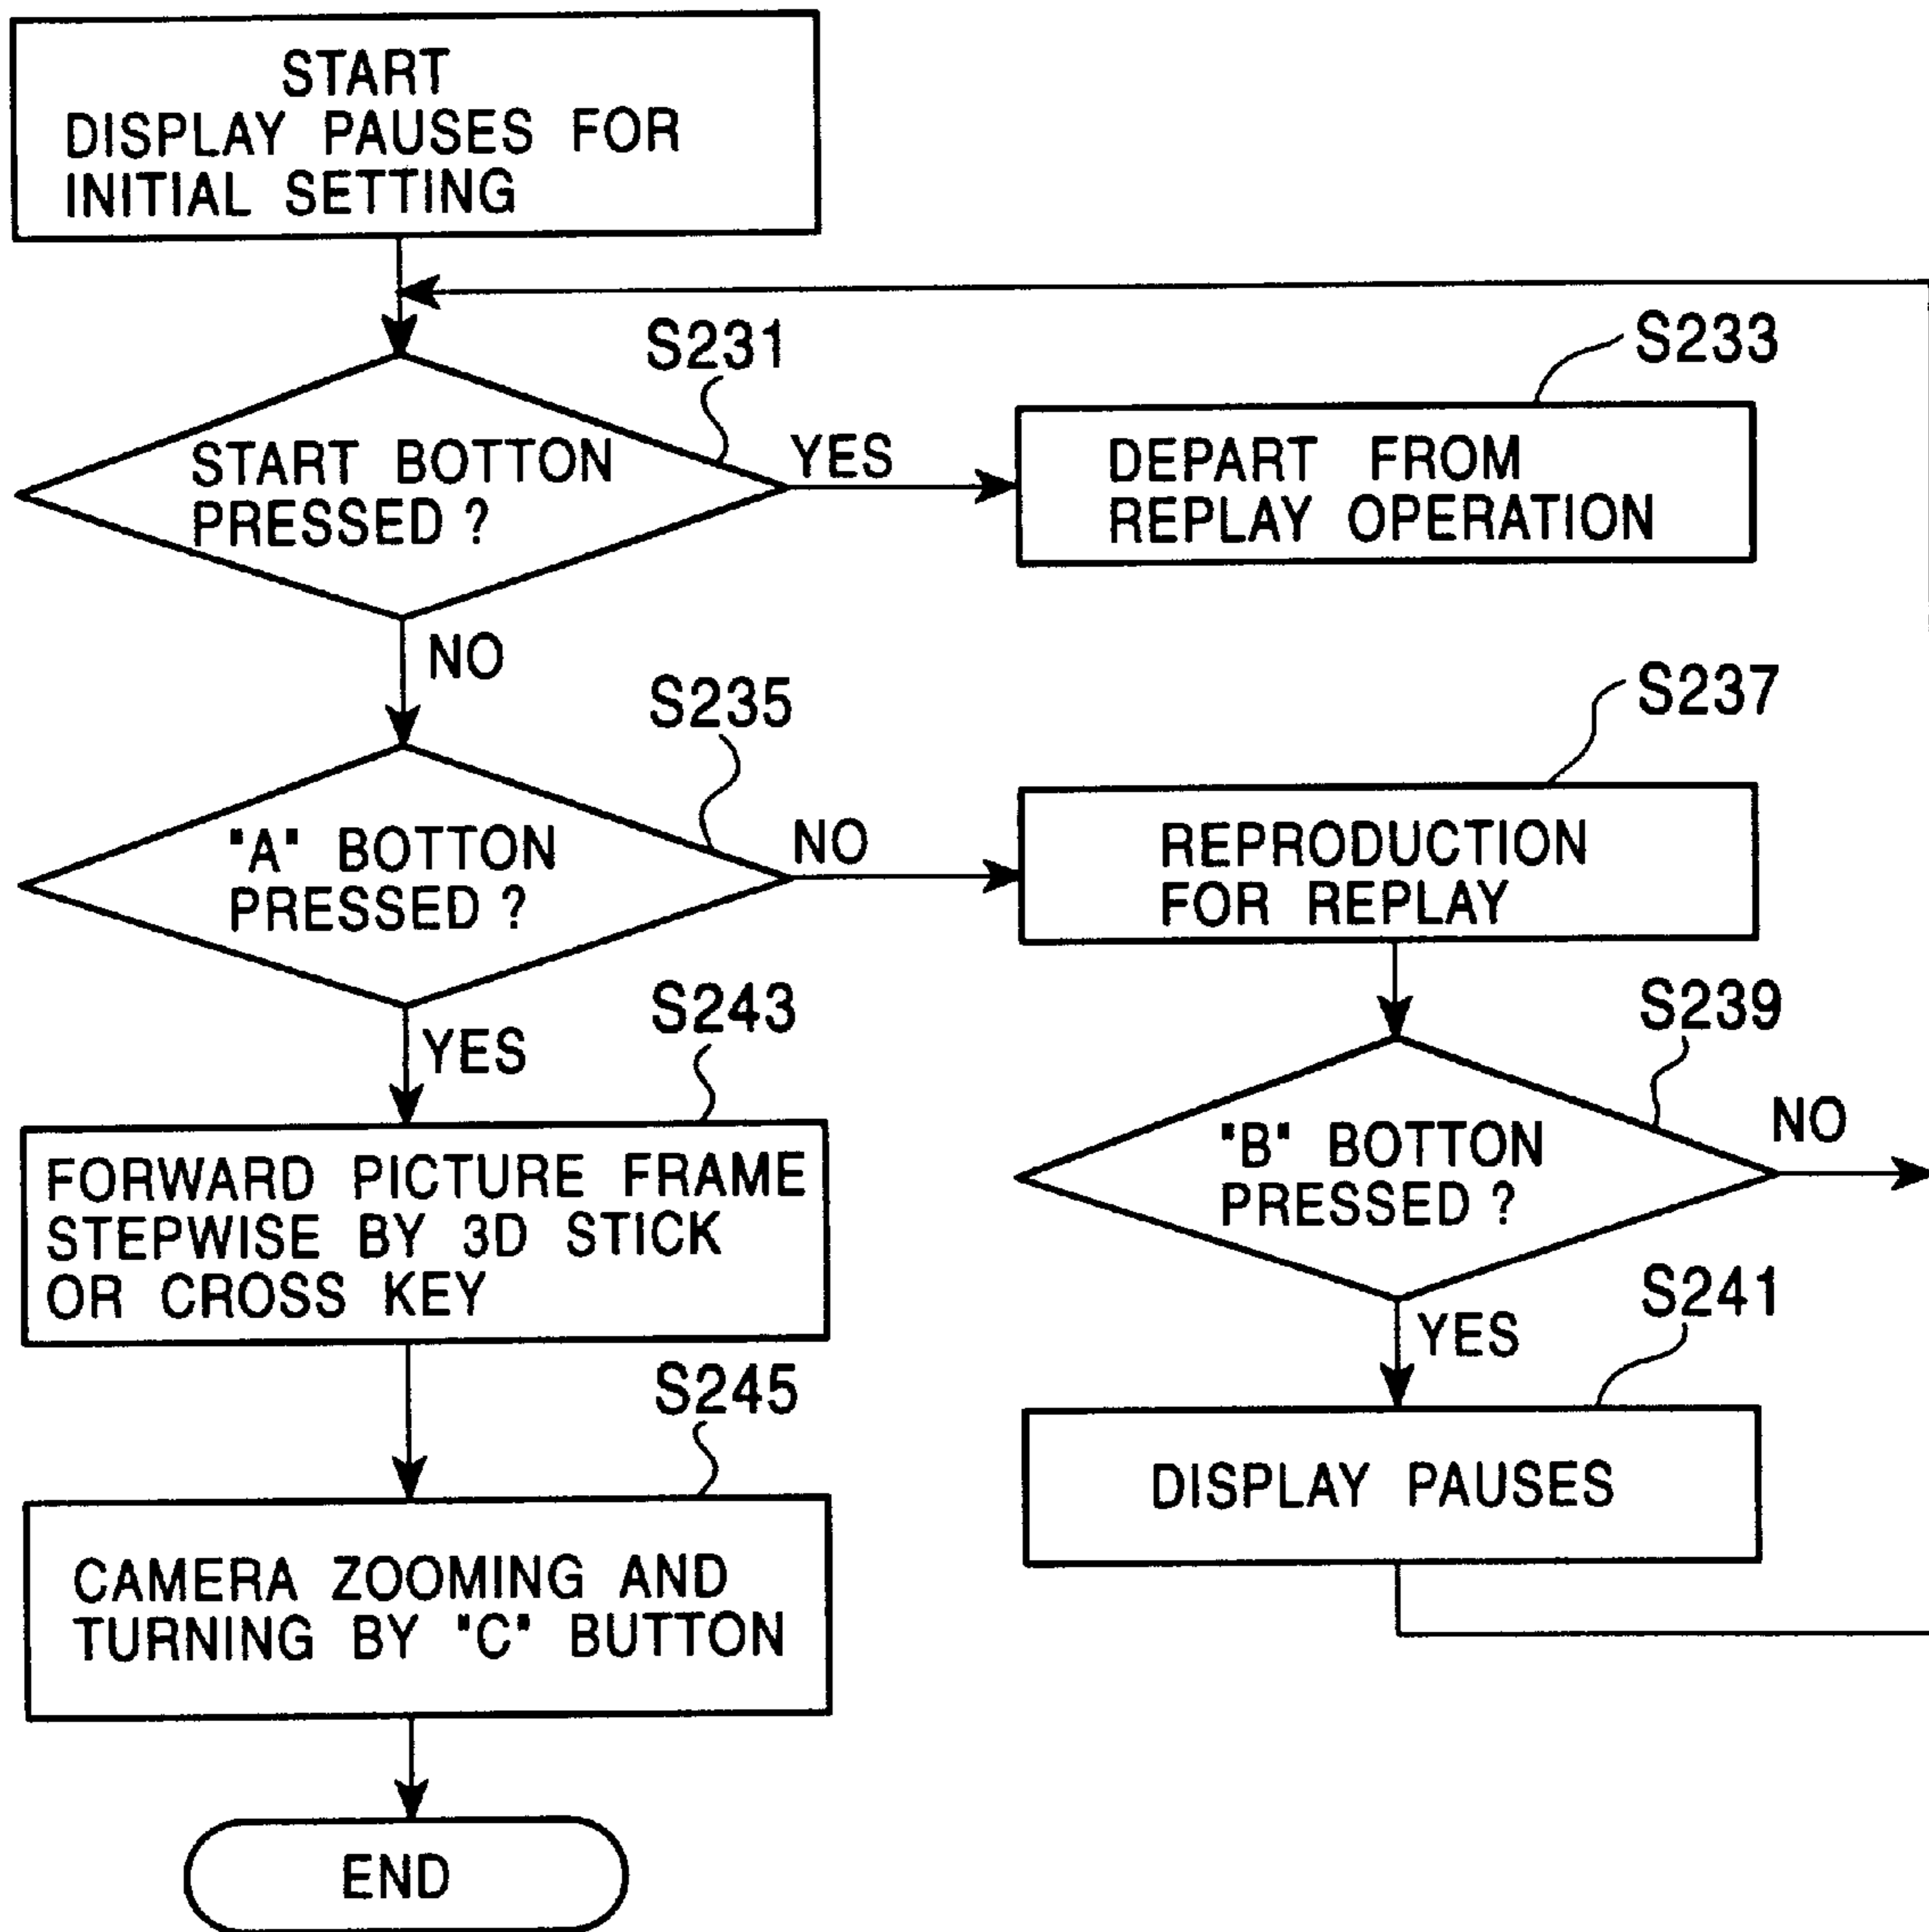 START
DISPLAY PAUSES FOR
INITIAL SETTING
S231
START BOTTON
PRESSED ?
YES
S233
DEPART FROM
REPLAY OPERATION
NO
S235
"A" BOTTON
PRESSED ?
NO
S237
REPRODUCTION
FOR REPLAY
YES
S239
"B" BOTTON
PRESSED ?
NO
YES
S241
DISPLAY PAUSES
S243
FORWARD PICTURE FRAME
STEPWISE BY 3D STICK
OR CROSS KEY
S245
CAMERA ZOOMING AND
TURNING BY "C" BUTTON
END